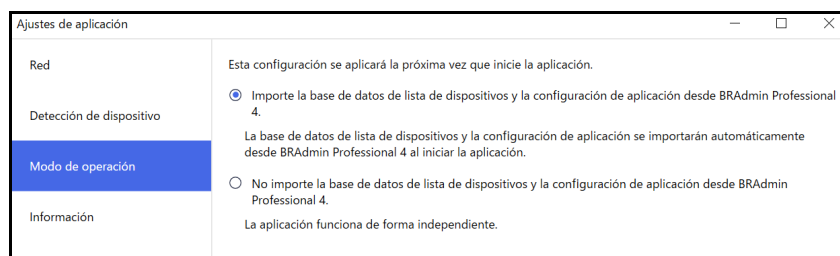 Ajustes de aplicación
Red
Detección de dispositivo
Modo de operación
Información
Esta configuración se aplicará la próxima vez que inicie la aplicación.
Importe la base de datos de lista de dispositivos y la configuración de aplicación desde BRAdmin Professional
4.
La base de datos de lista de dispositivos y la configuración de aplicación se importarán automáticamente
desde BRAdmin Professional 4 al iniciar la aplicación.
No importe la base de datos de lista de dispositivos y la configuración de aplicación desde BRAdmin
Professional 4.
La aplicación funciona de forma independiente.